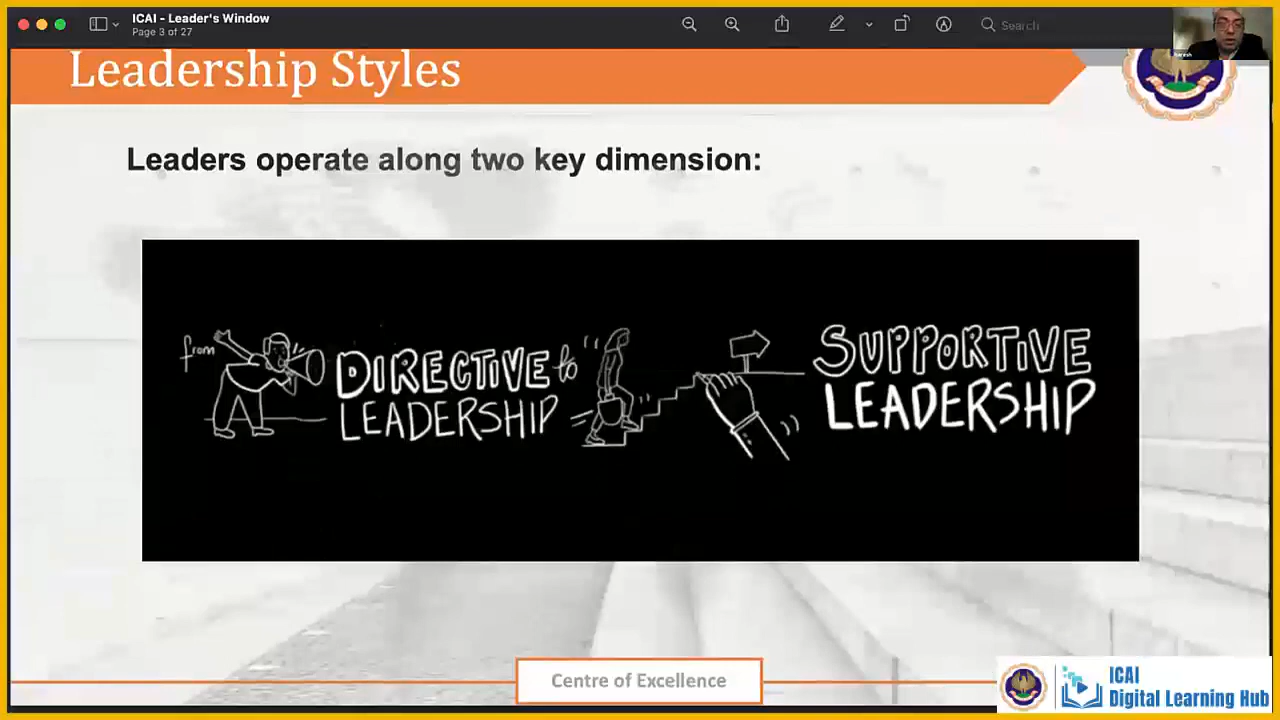 ICAI - Leader's Window
Page 3 of 27
Search
Leadership Styles
Leaders operate along two key dimension:
from
DIRECTIVE to
LEADERSHIP
SUPPORTIVE
LEADERSHIP
Centre of Excellence
ICAI
Digital Learning Hub